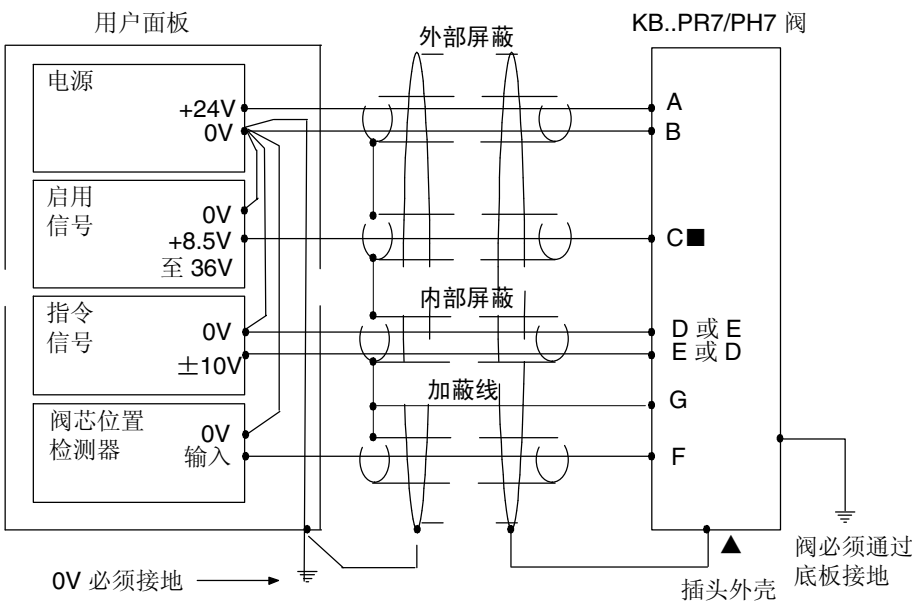 用户面板
外部屏蔽
KB..PR7/PH7 阀
电源
+24V
0V
A
B
启用
信号
0V
+8.5V
至 36V
C■
内部屏蔽
指令
信号
0V
±10V
D 或 E
E 或 D
加蔽线
G
阀芯位置
检测器
0V
输入
F
0V 必须接地
▲
插头外壳
阀必须通过
底板接地